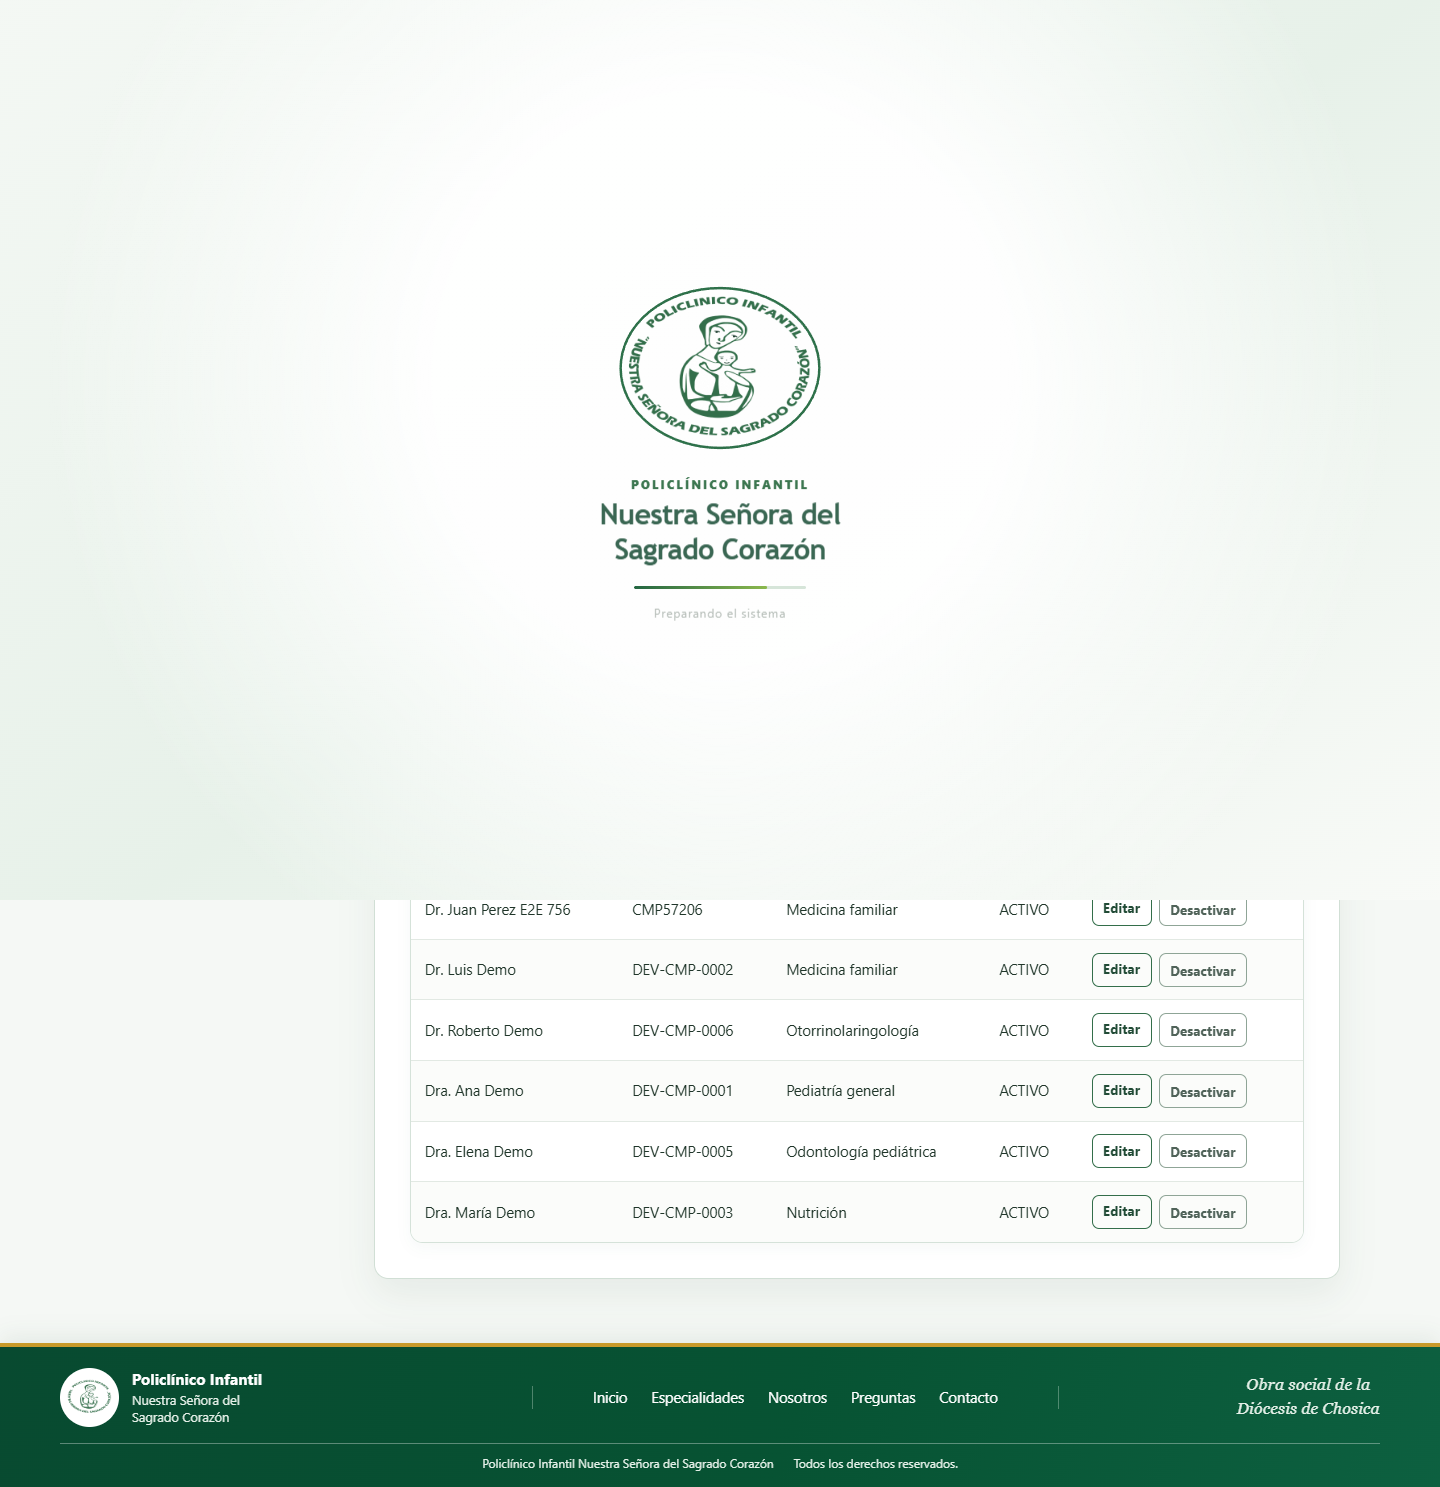 POLICLINICO INFANTIL
"NUESTRA SEÑORA DEL SAGRADO CORAZÓN"
POLICLÍNICO INFANTIL
Nuestra Señora del
Sagrado Corazón
Preparando el sistema
Dr. Juan Perez E2E 756 CMP57206 Medicina familiar ACTIVO Editar Desactivar
Dr. Luis Demo DEV-CMP-0002 Medicina familiar ACTIVO Editar Desactivar
Dr. Roberto Demo DEV-CMP-0006 Otorrinolaringología ACTIVO Editar Desactivar
Dra. Ana Demo DEV-CMP-0001 Pediatría general ACTIVO Editar Desactivar
Dra. Elena Demo DEV-CMP-0005 Odontología pediátrica ACTIVO Editar Desactivar
Dra. María Demo DEV-CMP-0003 Nutrición ACTIVO Editar Desactivar
Policlínico Infantil
Nuestra Señora del
Sagrado Corazón
Inicio Especialidades Nosotros Preguntas Contacto
Obra social de la
Diócesis de Chosica
Policlínico Infantil Nuestra Señora del Sagrado Corazón Todos los derechos reservados.